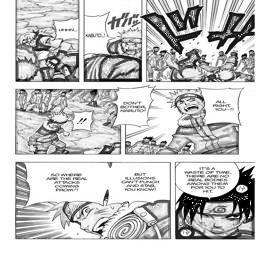 UHHH...
KABUTO...!
ALL
RIGHT,
YOU--!!
DON'T
BOTHER,
NARUTO!
!!
IT'S A
WASTE OF TIME.
THERE ARE
NO REAL
BODIES
AMONG THEM
FOR YOU
TO HIT.
BUT
ILLUSIONS
CAN'T PUNCH
AND STAB,
YOU KNOW!
SO WHERE
ARE THE REAL
ATTACKS
COMING
FROM?!